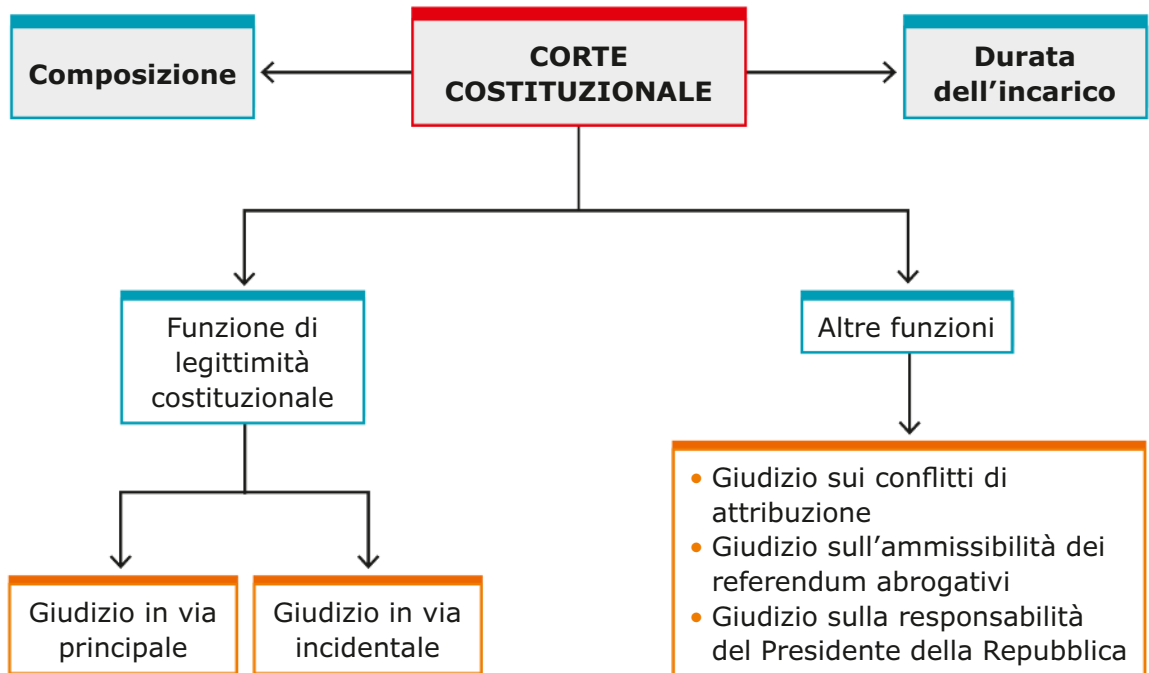 Composizione
CORTE
COSTITUZIONALE
Durata
dell’incarico
Funzione di
legittimità
costituzionale
Altre funzioni
Giudizio in via
principale
Giudizio in via
incidentale
• Giudizio sui conflitti di
attribuzione
• Giudizio sull’ammissibilità dei
referendum abrogativi
• Giudizio sulla responsabilità
del Presidente della Repubblica